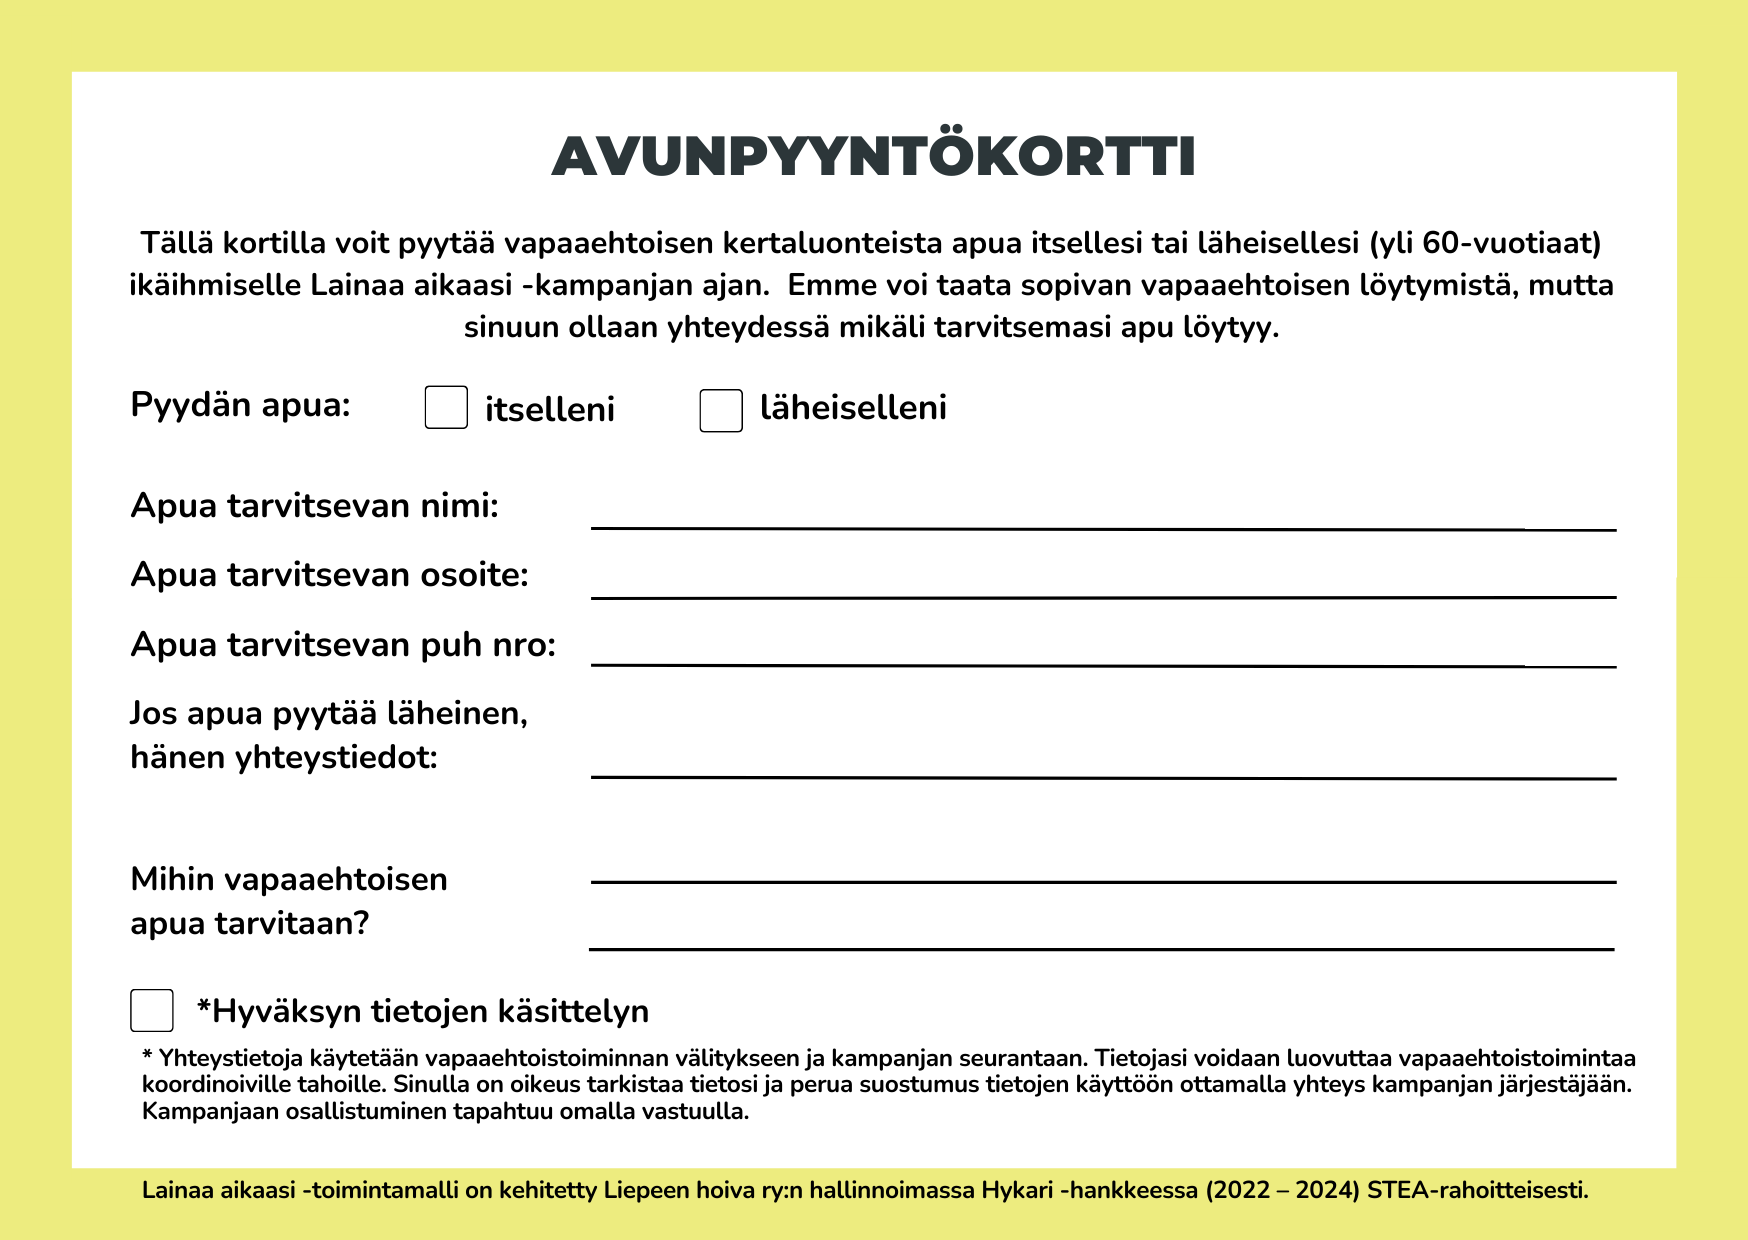 AVUNPYYNTÖKORTTI
Tällä kortilla voit pyytää vapaaehtoisen kertaluonteista apua itsellesi tai läheisellesi (yli 60-vuotiaat)
ikäihmiselle Lainaa aikaasi -kampanjan ajan.  Emme voi taata sopivan vapaaehtoisen löytymistä, mutta
sinuun ollaan yhteydessä mikäli tarvitsemasi apu löytyy.
Pyydän apua: itselleni läheiselleni
Apua tarvitsevan nimi:
Apua tarvitsevan osoite:
Apua tarvitsevan puh nro:
Jos apua pyytää läheinen,
hänen yhteystiedot:
Mihin vapaaehtoisen
apua tarvitaan?
*Hyväksyn tietojen käsittelyn
* Yhteystietoja käytetään vapaaehtoistoiminnan välitykseen ja kampanjan seurantaan. Tietojasi voidaan luovuttaa vapaaehtoistoimintaa
koordinoiville tahoille. Sinulla on oikeus tarkistaa tietosi ja perua suostumus tietojen käyttöön ottamalla yhteys kampanjan järjestäjään.
Kampanjaan osallistuminen tapahtuu omalla vastuulla.
Lainaa aikaasi -toimintamalli on kehitetty Liepeen hoiva ry:n hallinnoimassa Hykari -hankkeessa (2022 – 2024) STEA-rahoitteisesti.